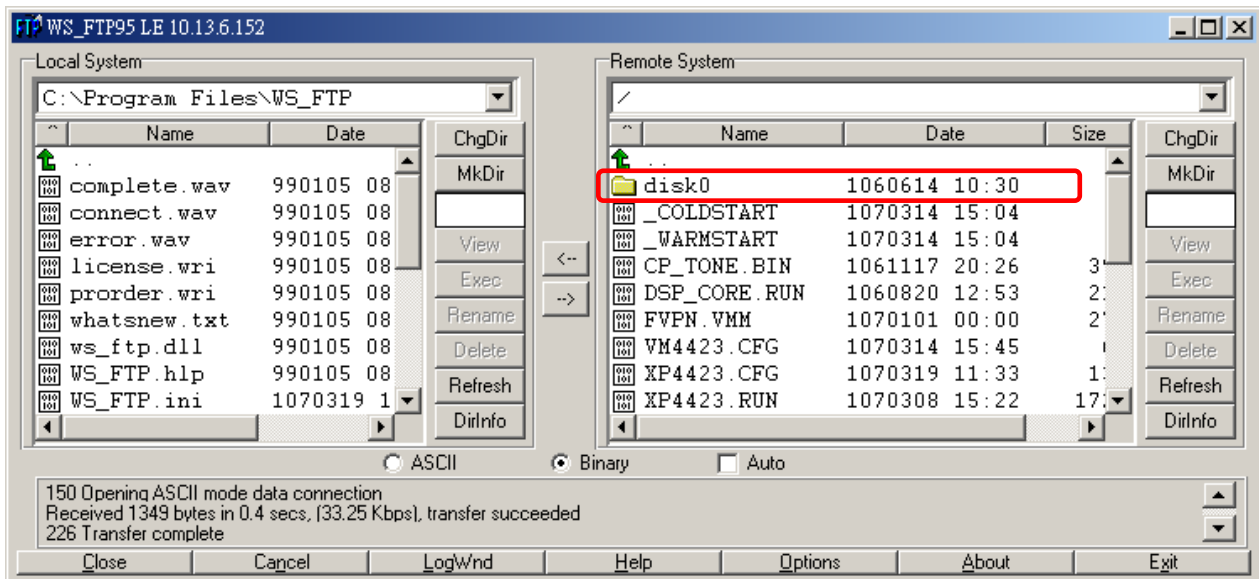 WS_FTP95 LE 10.13.6.152
Local System
C:\Program Files\WS_FTP
^ Name Date
..
complete.wav 990105 08
connect.wav 990105 08
error.wav 990105 08
license.wri 990105 08
prorder.wri 990105 08
whatsnew.txt 990105 08
ws_ftp.dll 990105 08
WS_FTP.hlp 990105 08
WS_FTP.ini 1070319 1
ChgDir
MkDir
View
Exec
Rename
Delete
Refresh
DirInfo
<--
-->
Remote System
/
^ Name Date Size
..
disk0 1060614 10:30
_COLDSTART 1070314 15:04
_WARMSTART 1070314 15:04
CP_TONE.BIN 1061117 20:26 3
DSP_CORE.RUN 1060820 12:53 2
FVPN.VMM 1070101 00:00 2
VM4423.CFG 1070314 15:45
XP4423.CFG 1070319 11:33 1
XP4423.RUN 1070308 15:22 17
ChgDir
MkDir
View
Exec
Rename
Delete
Refresh
DirInfo
ASCII Binary Auto
150 Opening ASCII mode data connection
Received 1349 bytes in 0.4 secs, (33.25 Kbps), transfer succeeded
226 Transfer complete
Close Cancel LogWnd Help Options About Exit